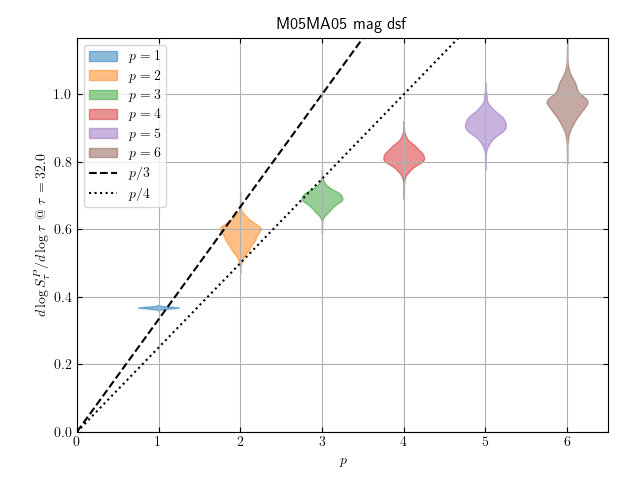 M05MA05 mag dsf
d log S_τ^P / d log τ @ τ = 32.0
1.0
0.8
0.6
0.4
0.2
0.0
p = 1
p = 2
p = 3
p = 4
p = 5
p = 6
p/3
p/4
0 1 2 3 4 5 6
p